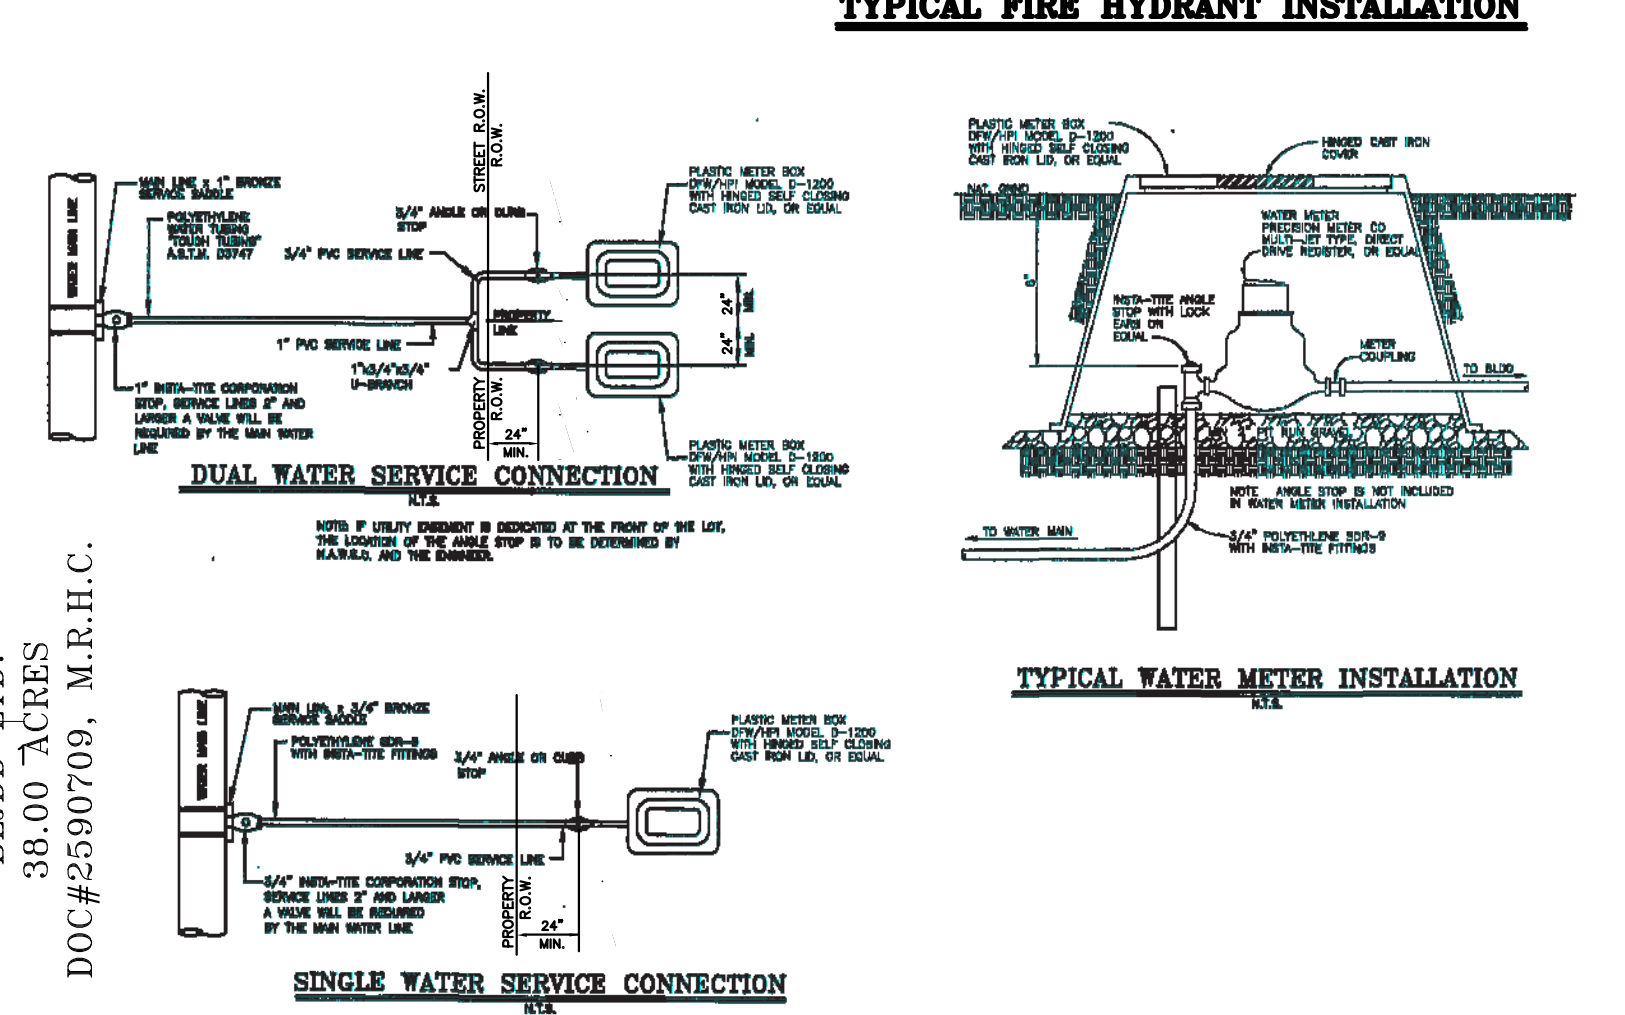 TYPICAL FIRE HYDRANT INSTALLATION
STREET R.O.W.
R.O.W.
WATER MAIN LINE
MAIN LINE x 1" BRONZE
SERVICE SADDLE
POLYETHYLENE
WATER TUBING
"TOUGH TUBING"
A.S.T.M. D3747
3/4" ANGLE OR CURB
STOP
3/4" PVC SERVICE LINE
PLASTIC METER BOX
DFW/HPI MODEL D-1200
WITH HINGED SELF CLOSING
CAST IRON LID, OR EQUAL
PROPERTY
LINE
24"
MIN.
24"
MIN.
1" PVC SERVICE LINE
1"x3/4"x3/4"
U-BRANCH
1" INSTA-TITE CORPORATION
STOP, SERVICE LINES 2" AND
LARGER A VALVE WILL BE
REQUIRED BY THE MAIN WATER
LINE
PROPERTY
R.O.W.
24"
MIN.
PLASTIC METER BOX
DFW/HPI MODEL D-1200
WITH HINGED SELF CLOSING
CAST IRON LID, OR EQUAL
DUAL WATER SERVICE CONNECTION
N.T.S.
NOTE: IF UTILITY EASEMENT IS DEDICATED AT THE FRONT OF THE LOT,
THE LOCATION OF THE ANGLE STOP IS TO BE DETERMINED BY
AND THE ENGINEER.
PLASTIC METER BOX
DFW/HPI MODEL D-1200
WITH HINGED SELF CLOSING
CAST IRON LID, OR EQUAL
HINGED CAST IRON
COVER
NAT. GRND
WATER METER
PRECISION METER CO
MULTI-JET TYPE, DIRECT
DRIVE REGISTER, OR EQUAL
INSTA-TITE ANGLE
STOP WITH LOCK
EARS OR
EQUAL
METER
COUPLING
TO BLDG
RUN GRAVEL
NOTE ANGLE STOP IS NOT INCLUDED
IN WATER METER INSTALLATION
TO WATER MAIN
3/4" POLYETHLENE SDR-9
WITH INSTA-TITE FITTINGS
TYPICAL WATER METER INSTALLATION
N.T.S.
38.00 ACRES
DOC#2590709, M.R.H.C.
WATER MAIN LINE
MAIN LINE x 3/4" BRONZE
SERVICE SADDLE
POLYETHYLENE SDR-9
WITH INSTA-TITE FITTINGS
3/4" ANGLE OR CURB
STOP
PLASTIC METER BOX
DFW/HPI MODEL D-1200
WITH HINGED SELF CLOSING
CAST IRON LID, OR EQUAL
3/4" PVC SERVICE LINE
3/4" INSTA-TITE CORPORATION STOP,
SERVICE LINES 2" AND LARGER
A VALVE WILL BE REQUIRED
BY THE MAIN WATER LINE
PROPERTY
R.O.W.
24"
MIN.
SINGLE WATER SERVICE CONNECTION
N.T.S.